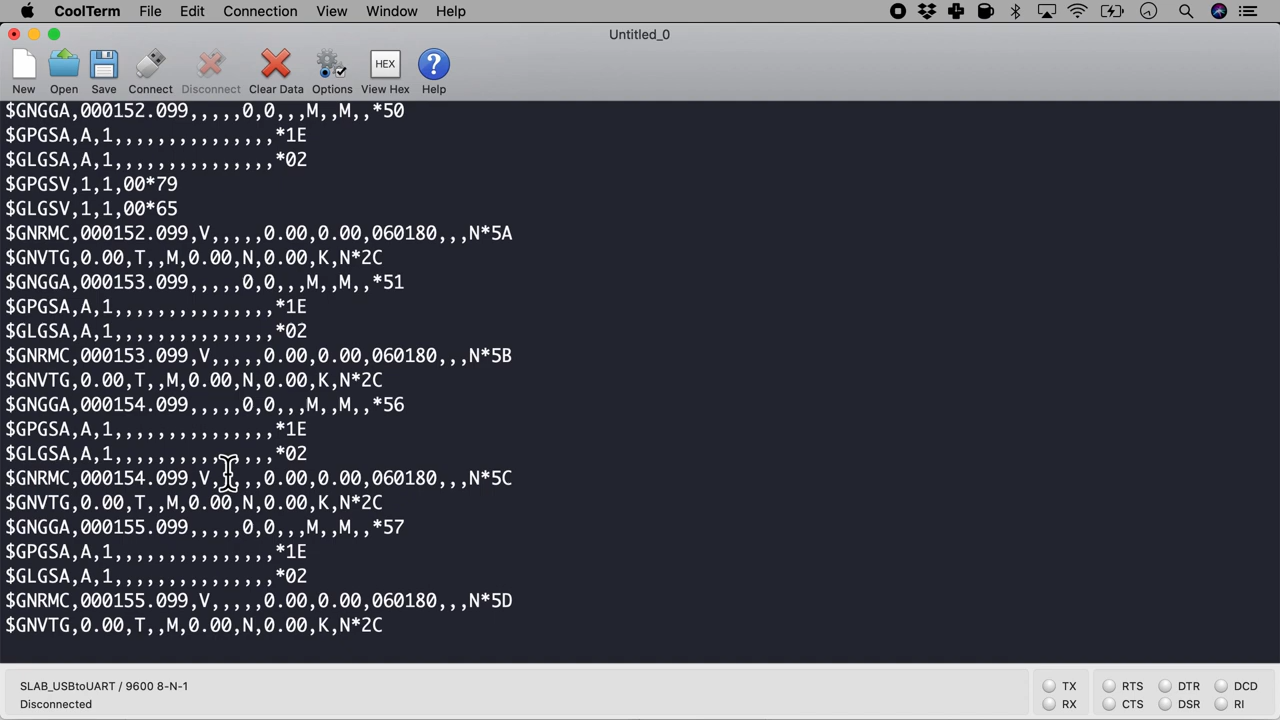 CoolTerm File Edit Connection View Window Help
Untitled_0
New Open Save Connect Disconnect Clear Data Options HEX View Hex ? Help
$GNGGA,000152.099,,,,,0,0,,,M,,M,,*50
$GPGSA,A,1,,,,,,,,,,,,,,,*1E
$GLGSA,A,1,,,,,,,,,,,,,,,*02
$GPGSV,1,1,00*79
$GLGSV,1,1,00*65
$GNRMC,000152.099,V,,,,,0.00,0.00,060180,,,N*5A
$GNVTG,0.00,T,,M,0.00,N,0.00,K,N*2C
$GNGGA,000153.099,,,,,0,0,,,M,,M,,*51
$GPGSA,A,1,,,,,,,,,,,,,,,*1E
$GLGSA,A,1,,,,,,,,,,,,,,,*02
$GNRMC,000153.099,V,,,,,0.00,0.00,060180,,,N*5B
$GNVTG,0.00,T,,M,0.00,N,0.00,K,N*2C
$GNGGA,000154.099,,,,,0,0,,,M,,M,,*56
$GPGSA,A,1,,,,,,,,,,,,,,,*1E
$GLGSA,A,1,,,,,,,,,,,,,,,*02
$GNRMC,000154.099,V,,,,,0.00,0.00,060180,,,N*5C
$GNVTG,0.00,T,,M,0.00,N,0.00,K,N*2C
$GNGGA,000155.099,,,,,0,0,,,M,,M,,*57
$GPGSA,A,1,,,,,,,,,,,,,,,*1E
$GLGSA,A,1,,,,,,,,,,,,,,,*02
$GNRMC,000155.099,V,,,,,0.00,0.00,060180,,,N*5D
$GNVTG,0.00,T,,M,0.00,N,0.00,K,N*2C
SLAB_USBtoUART / 9600 8-N-1
Disconnected
TX RTS DTR DCD
RX CTS DSR RI